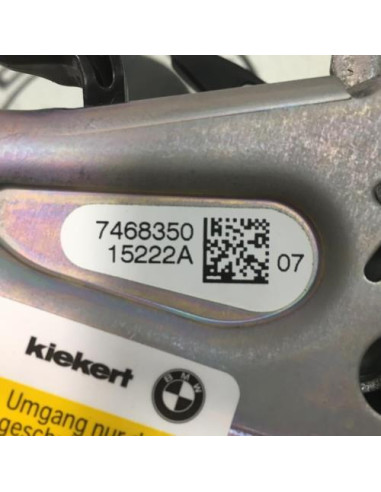 7468350
15222A
07
kiekert
BMW
Umgang nur